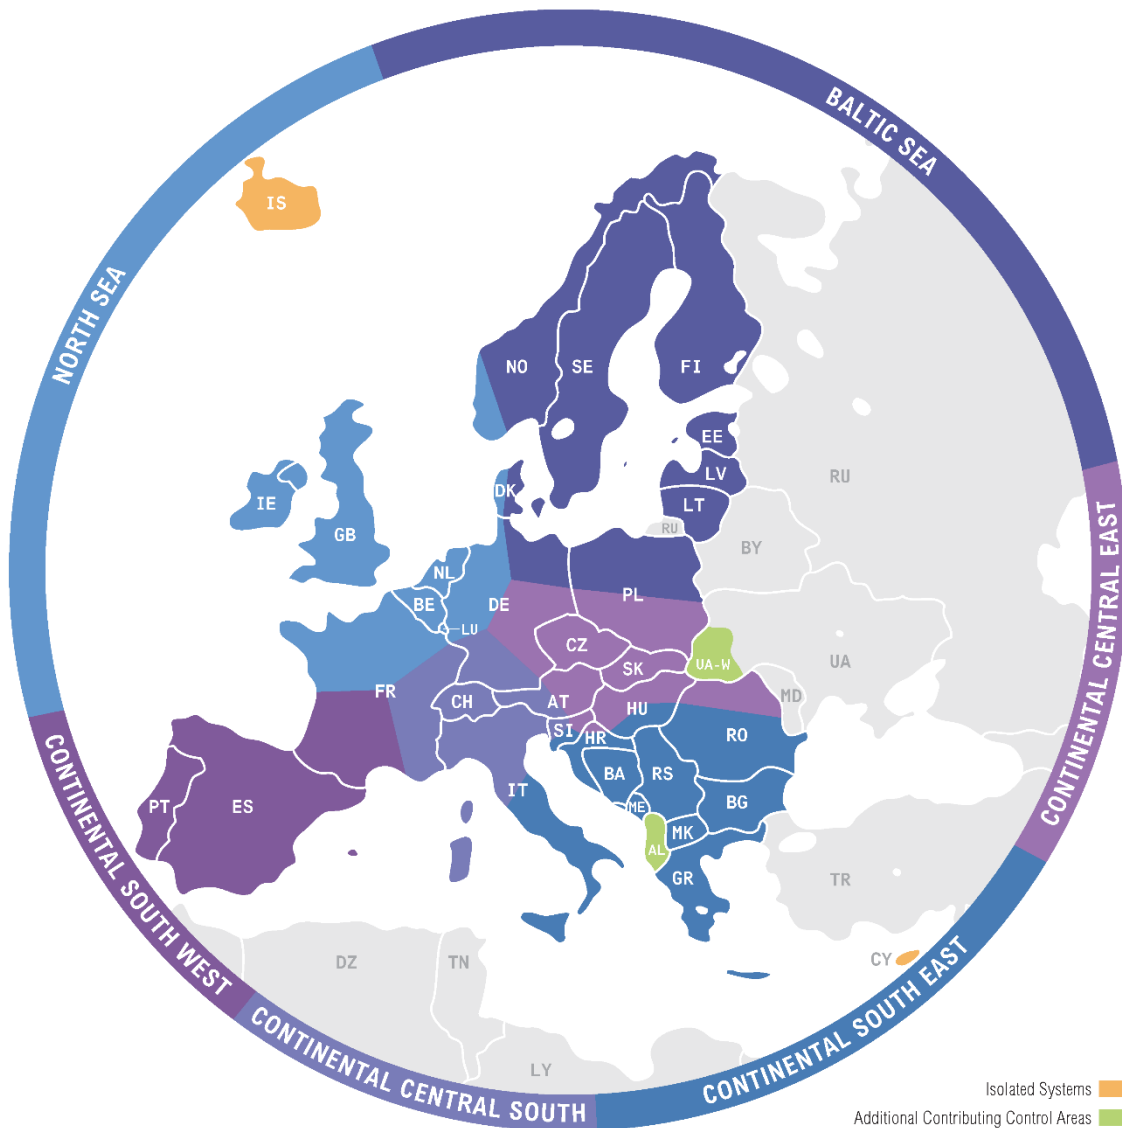 BALTIC SEA
NORTH SEA
IS
NO
SE
FI
EE
LV
LT
RU
RU
DK
IE
GB
BY
NL
BE
DE
PL
LU
CZ
SK
UA-W
UA
MD
FR
CH
AT
HU
SI
HR
RO
IT
BA
RS
PT
ES
ME
BG
MK
AL
GR
TR
CY
DZ
TN
LY
CONTINENTAL CENTRAL EAST
CONTINENTAL SOUTH WEST
CONTINENTAL CENTRAL SOUTH
CONTINENTAL SOUTH EAST
Isolated Systems
Additional Contributing Control Areas